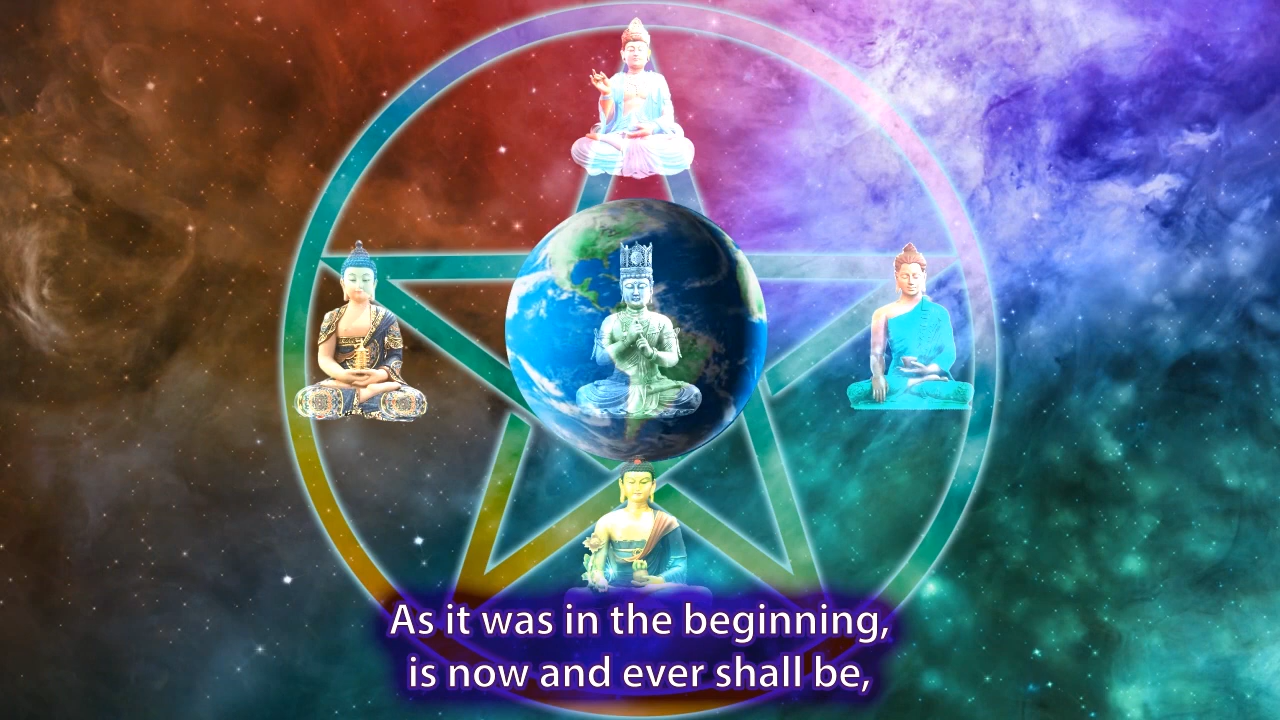 As it was in the beginning,
is now and ever shall be,